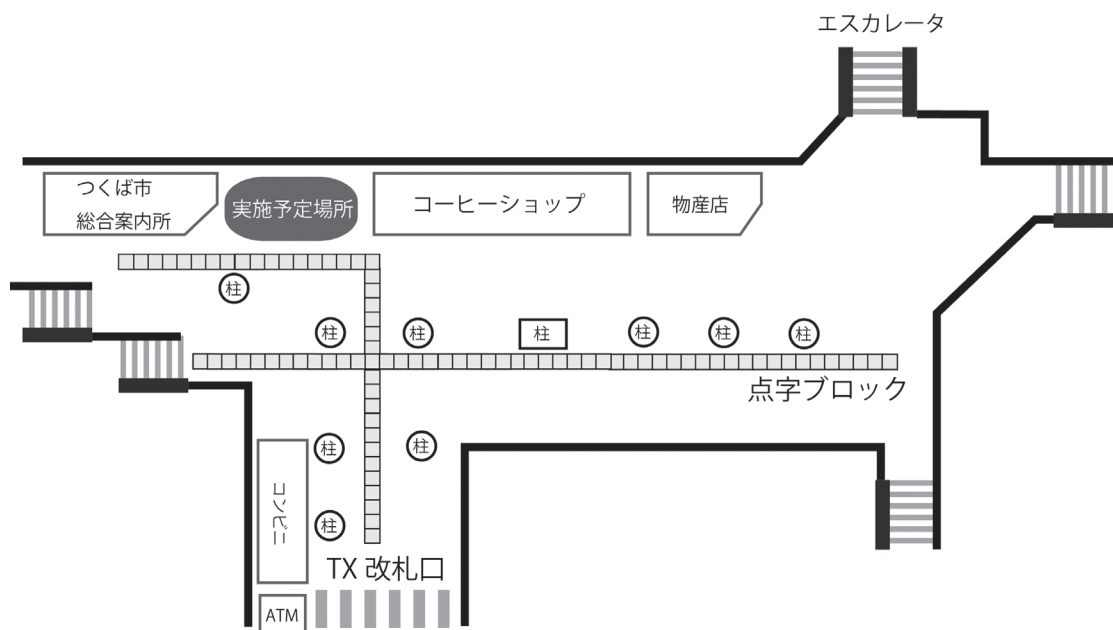 エスカレータ
つくば市
総合案内所
実施予定場所
コーヒーショップ
物産店
柱
柱
柱
柱
柱
柱
柱
点字ブロック
柱
柱
コンビニ
柱
TX 改札口
ATM